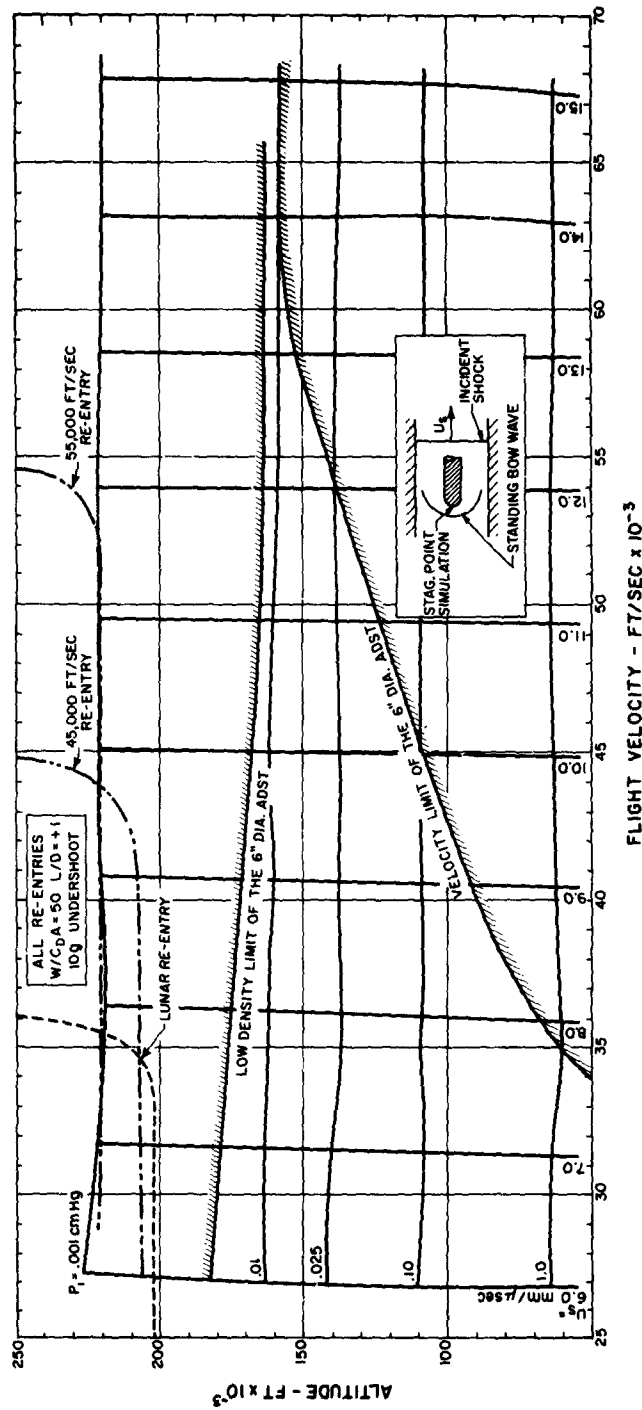 ALL RE-ENTRIES
W/C_D A = 50 L/D = +1
10g UNDERSHOOT
45,000 FT/SEC
RE-ENTRY
55,000 FT/SEC
RE-ENTRY
LUNAR RE-ENTRY
P₁ = .001 cm Hg
LOW DENSITY LIMIT OF THE 6" DIA. ADST
VELOCITY LIMIT OF THE 6" DIA. ADST
.01
.025
.10
1.0
U_S =
6.0 mm/μsec
7.0
8.0
9.0
10.0
11.0
12.0
13.0
14.0
15.0
STAG. POINT
SIMULATION
U_S
INCIDENT
SHOCK
STANDING BOW WAVE
250
200
150
100
ALTITUDE - FT x 10⁻³
25
30
35
40
45
50
55
60
65
70
FLIGHT VELOCITY - FT/SEC x 10⁻³